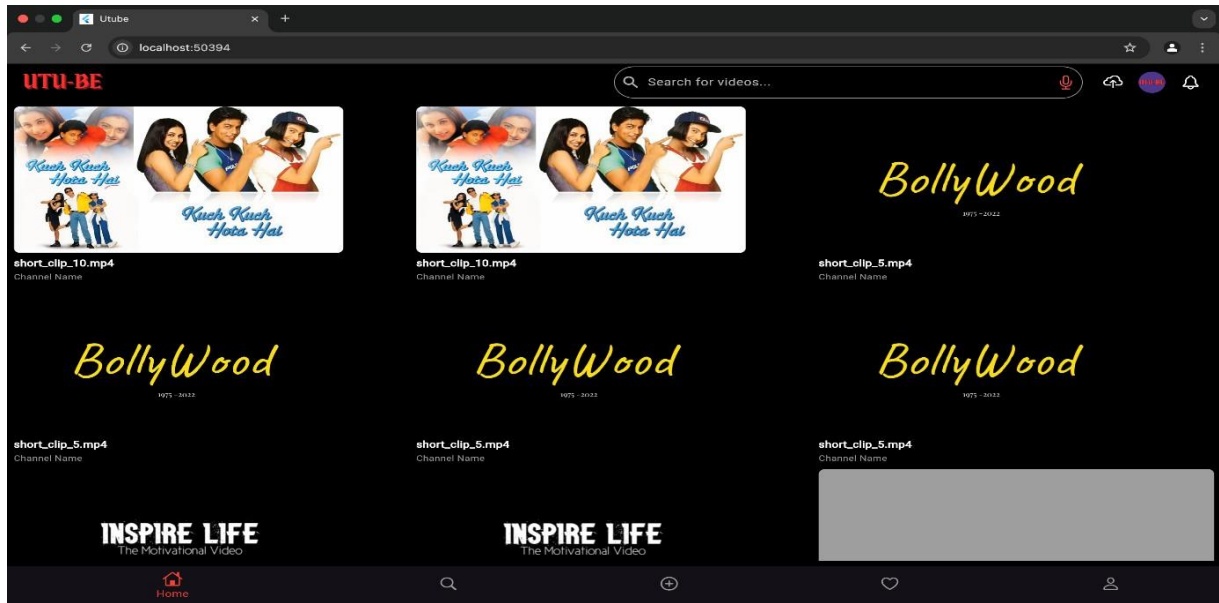 Utube
localhost:50394
UTU-BE
Search for videos...
UTU-BE
Kuch Kuch
Hota Hai
Kuch Kuch
Hota Hai
short_clip_10.mp4
Channel Name
Kuch Kuch
Hota Hai
Kuch Kuch
Hota Hai
short_clip_10.mp4
Channel Name
BollyWood
1975 - 2022
short_clip_5.mp4
Channel Name
BollyWood
1975 - 2022
short_clip_5.mp4
Channel Name
BollyWood
1975 - 2022
short_clip_5.mp4
Channel Name
BollyWood
1975 - 2022
short_clip_5.mp4
Channel Name
INSPIRE LIFE
The Motivational Video
INSPIRE LIFE
The Motivational Video
Home